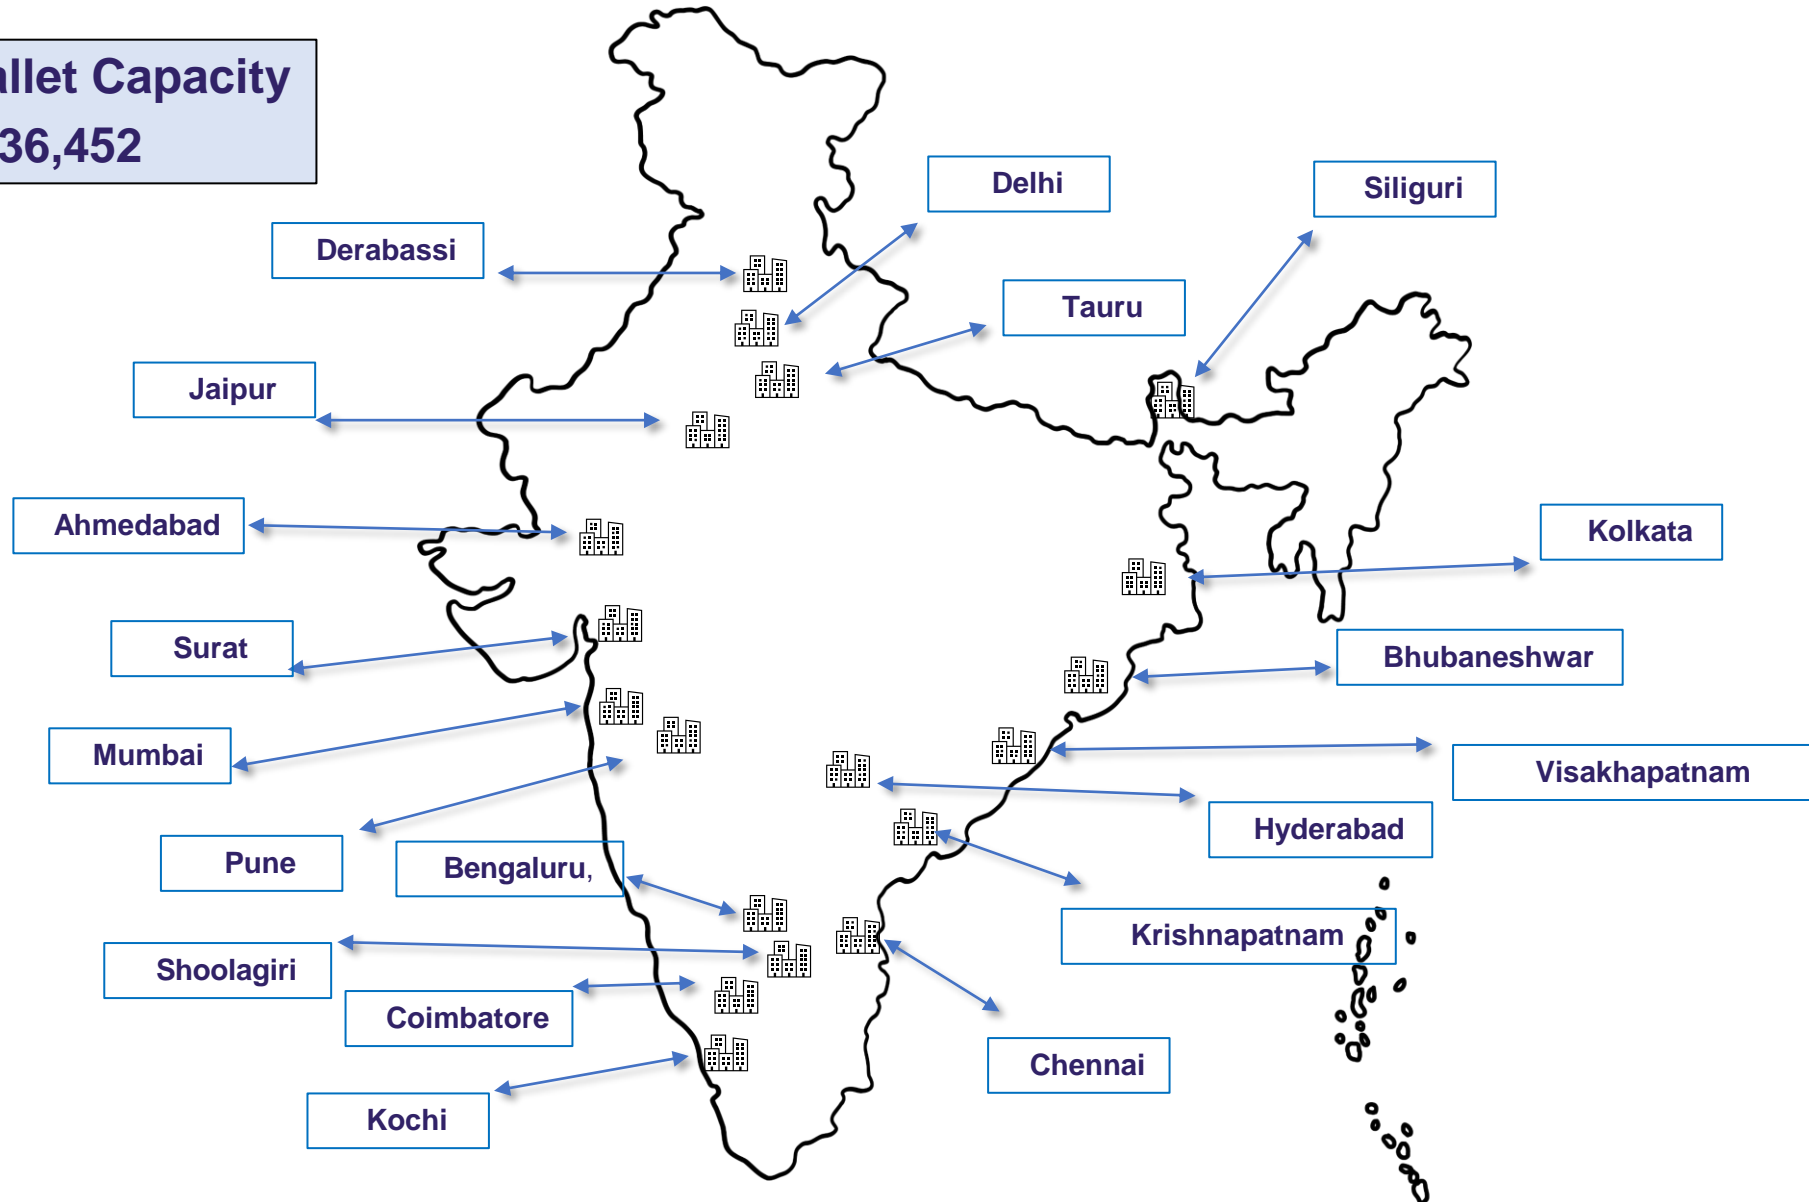 allet Capacity
36,452
Delhi
Siliguri
Derabassi
Tauru
Jaipur
Ahmedabad
Kolkata
Surat
Bhubaneshwar
Mumbai
Visakhapatnam
Hyderabad
Pune
Bengaluru,
Krishnapatnam
Shoolagiri
Coimbatore
Chennai
Kochi